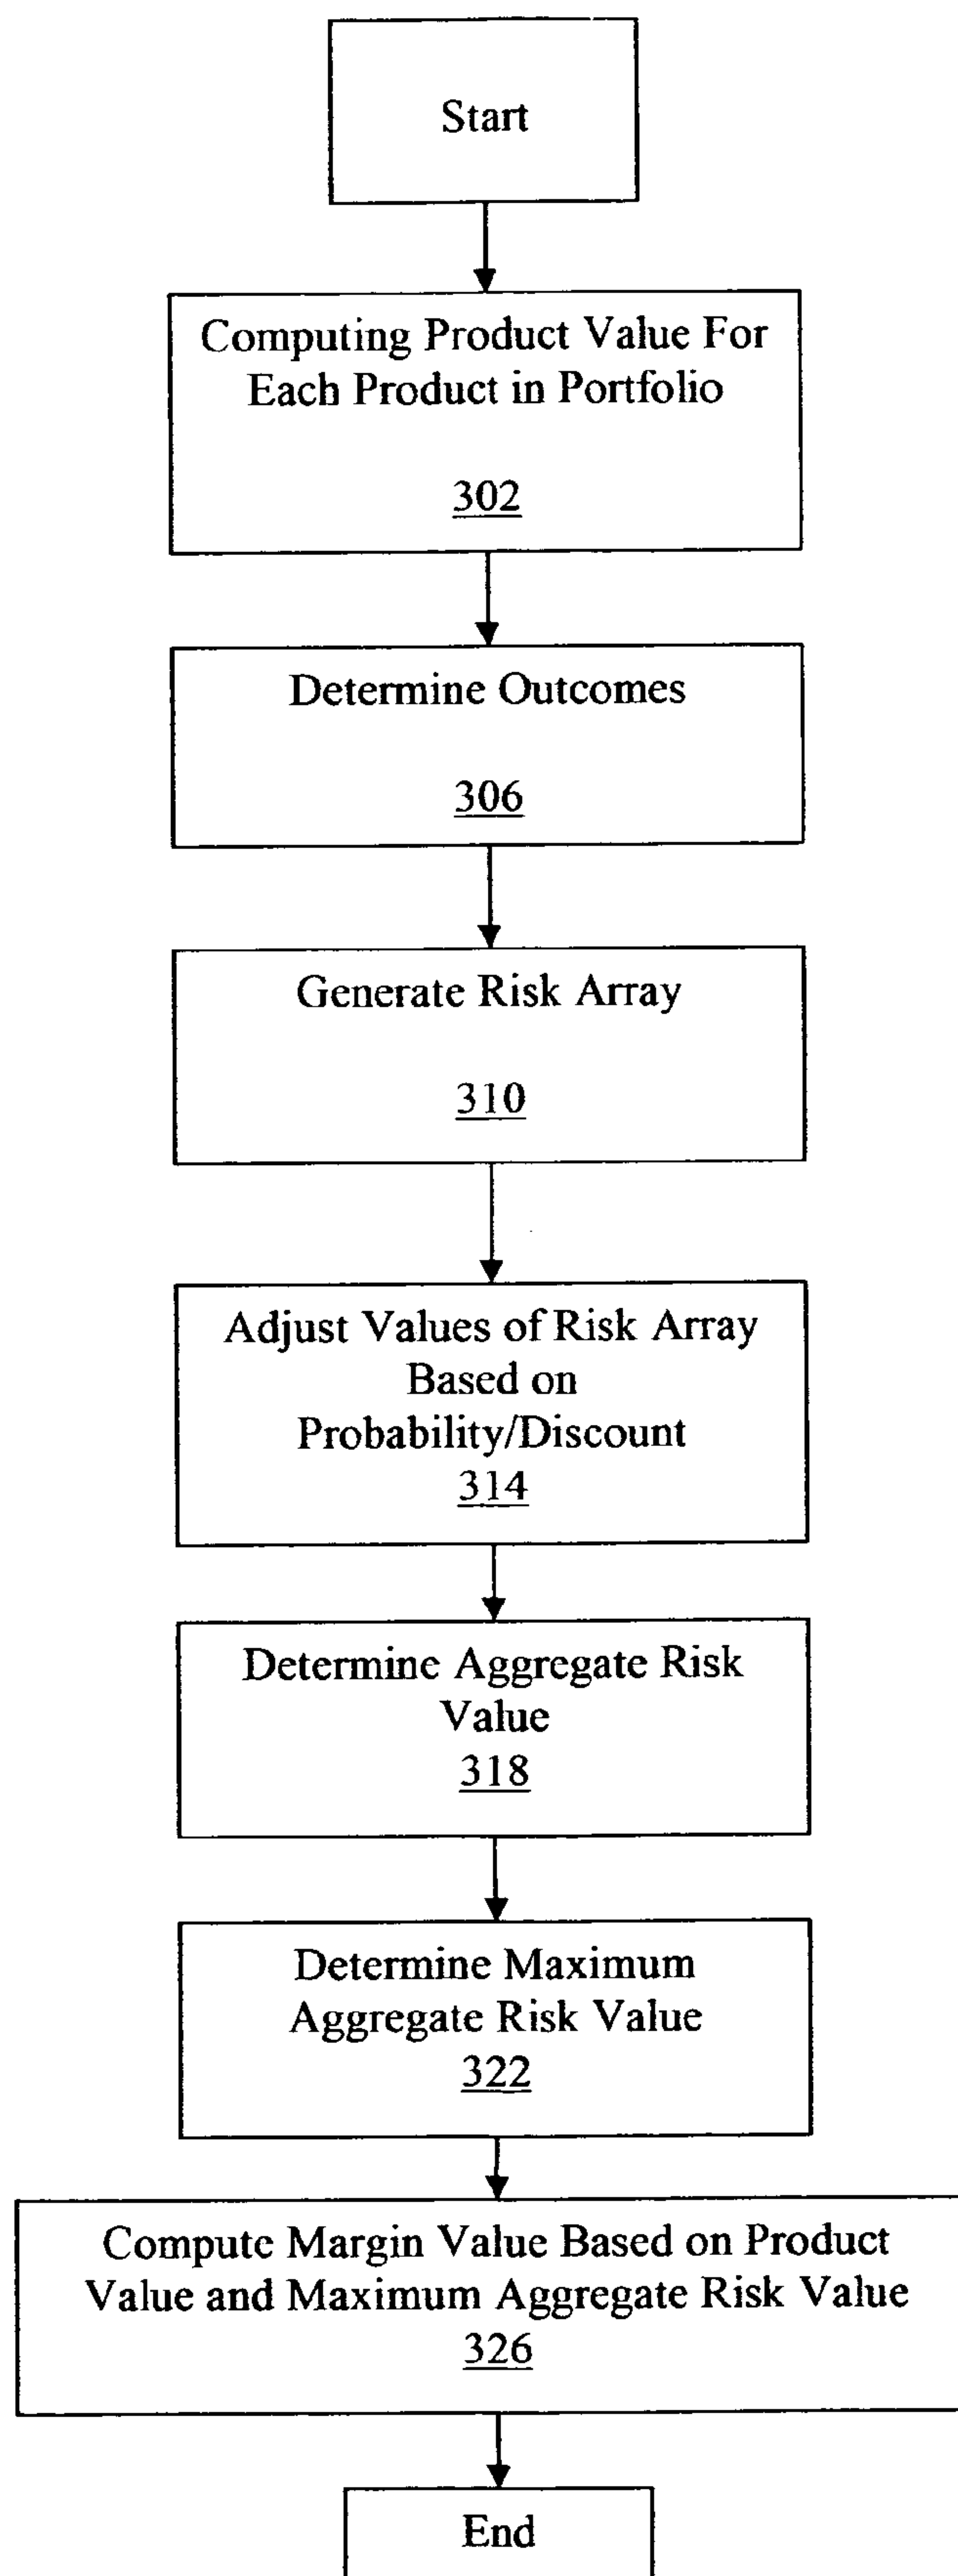 Start
Computing Product Value For
Each Product in Portfolio
302
Determine Outcomes
306
Generate Risk Array
310
Adjust Values of Risk Array
Based on
Probability/Discount
314
Determine Aggregate Risk
Value
318
Determine Maximum
Aggregate Risk Value
322
Compute Margin Value Based on Product
Value and Maximum Aggregate Risk Value
326
End